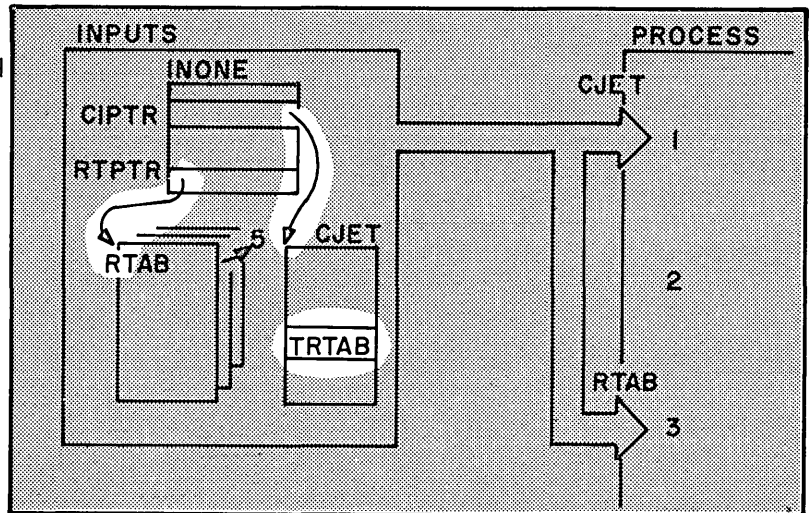 INPUTS
PROCESS
INONE
CJET
CIPTR
1
RTPTR
5
CJET
RTAB
2
TRTAB
RTAB
3